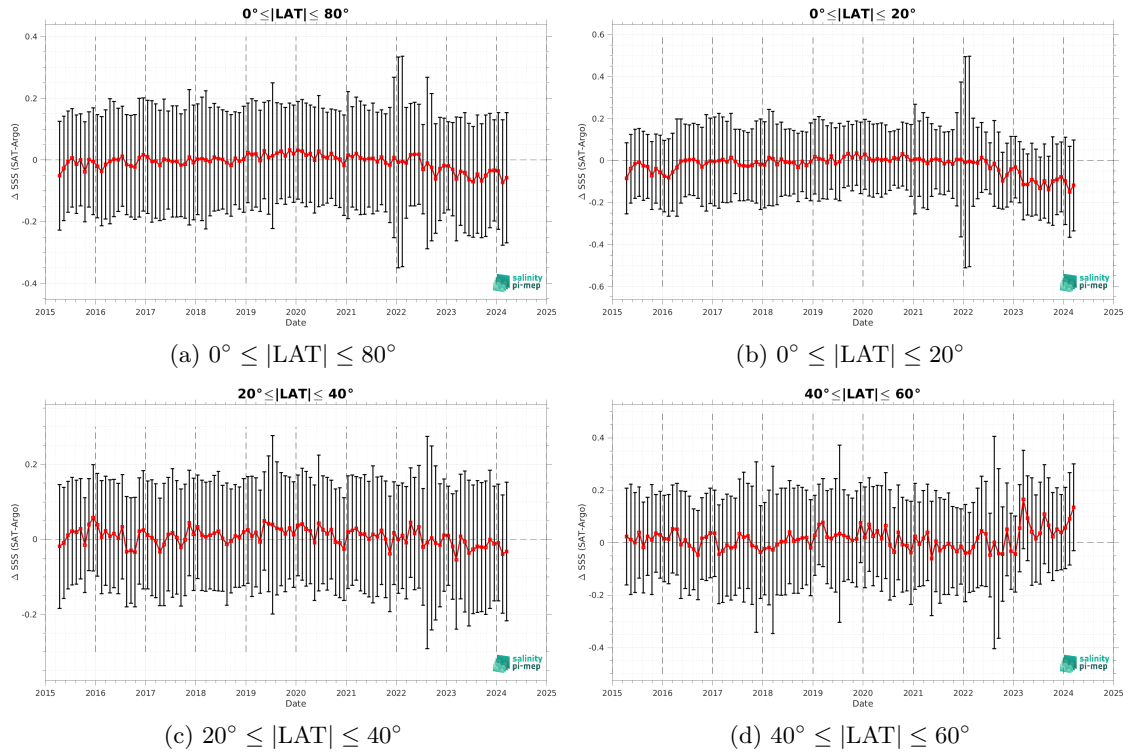 0°≤|LAT|≤ 80°
0.4
0.2
0
-0.2
-0.4
Δ SSS (SAT-Argo)
2015 2016 2017 2018 2019 2020 2021 2022 2023 2024 2025
Date
salinity
pi-mep
(a) 0° ≤ |LAT| ≤ 80°
0°≤|LAT|≤ 20°
0.6
0.4
0.2
0
-0.2
-0.4
-0.6
Δ SSS (SAT-Argo)
2015 2016 2017 2018 2019 2020 2021 2022 2023 2024 2025
Date
salinity
pi-mep
(b) 0° ≤ |LAT| ≤ 20°
20°≤|LAT|≤ 40°
0.2
0
-0.2
Δ SSS (SAT-Argo)
2015 2016 2017 2018 2019 2020 2021 2022 2023 2024 2025
Date
salinity
pi-mep
(c) 20° ≤ |LAT| ≤ 40°
40°≤|LAT|≤ 60°
0.4
0.2
0
-0.2
-0.4
Δ SSS (SAT-Argo)
2015 2016 2017 2018 2019 2020 2021 2022 2023 2024 2025
Date
salinity
pi-mep
(d) 40° ≤ |LAT| ≤ 60°